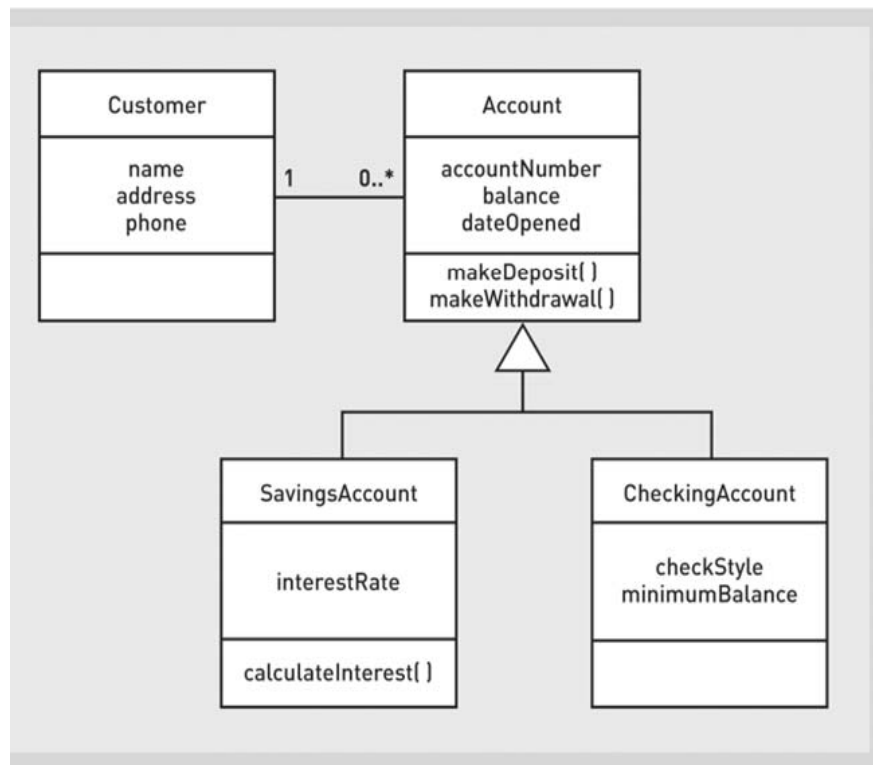 Customer
name
address
phone
1
0..*
Account
accountNumber
balance
dateOpened
makeDeposit( )
makeWithdrawal( )
SavingsAccount
interestRate
calculateInterest( )
CheckingAccount
checkStyle
minimumBalance